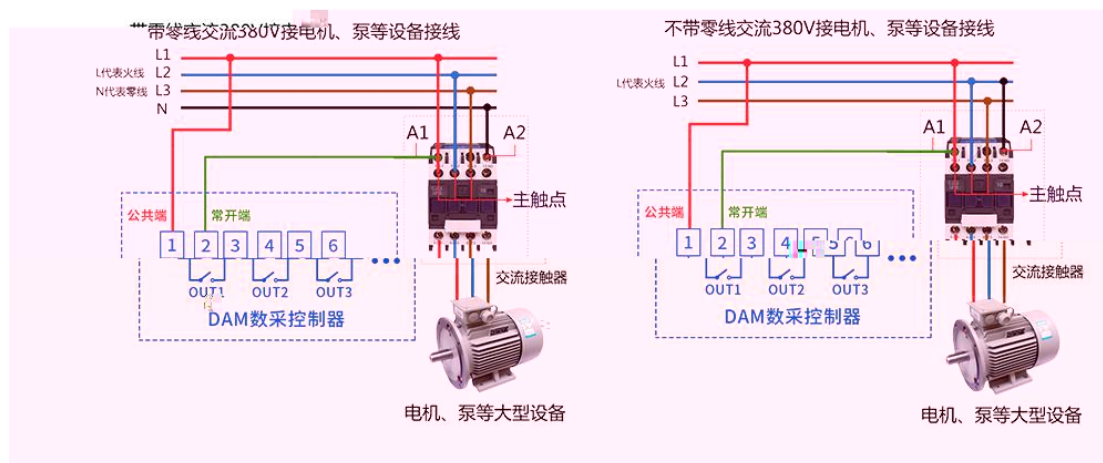 带零线交流380V接电机、泵等设备接线
L1
L代表火线 L2
N代表零线 L3
N
A1
A2
主触点
公共端
常开端
1 2 3 4 5 6
OUT1 OUT2 OUT3
交流接触器
DAM数采控制器
电机、泵等大型设备
不带零线交流380V接电机、泵等设备接线
L1
L代表火线 L2
L3
A1
A2
主触点
公共端
常开端
1 2 3 4 5 6
OUT1 OUT2 OUT3
交流接触器
DAM数采控制器
电机、泵等大型设备